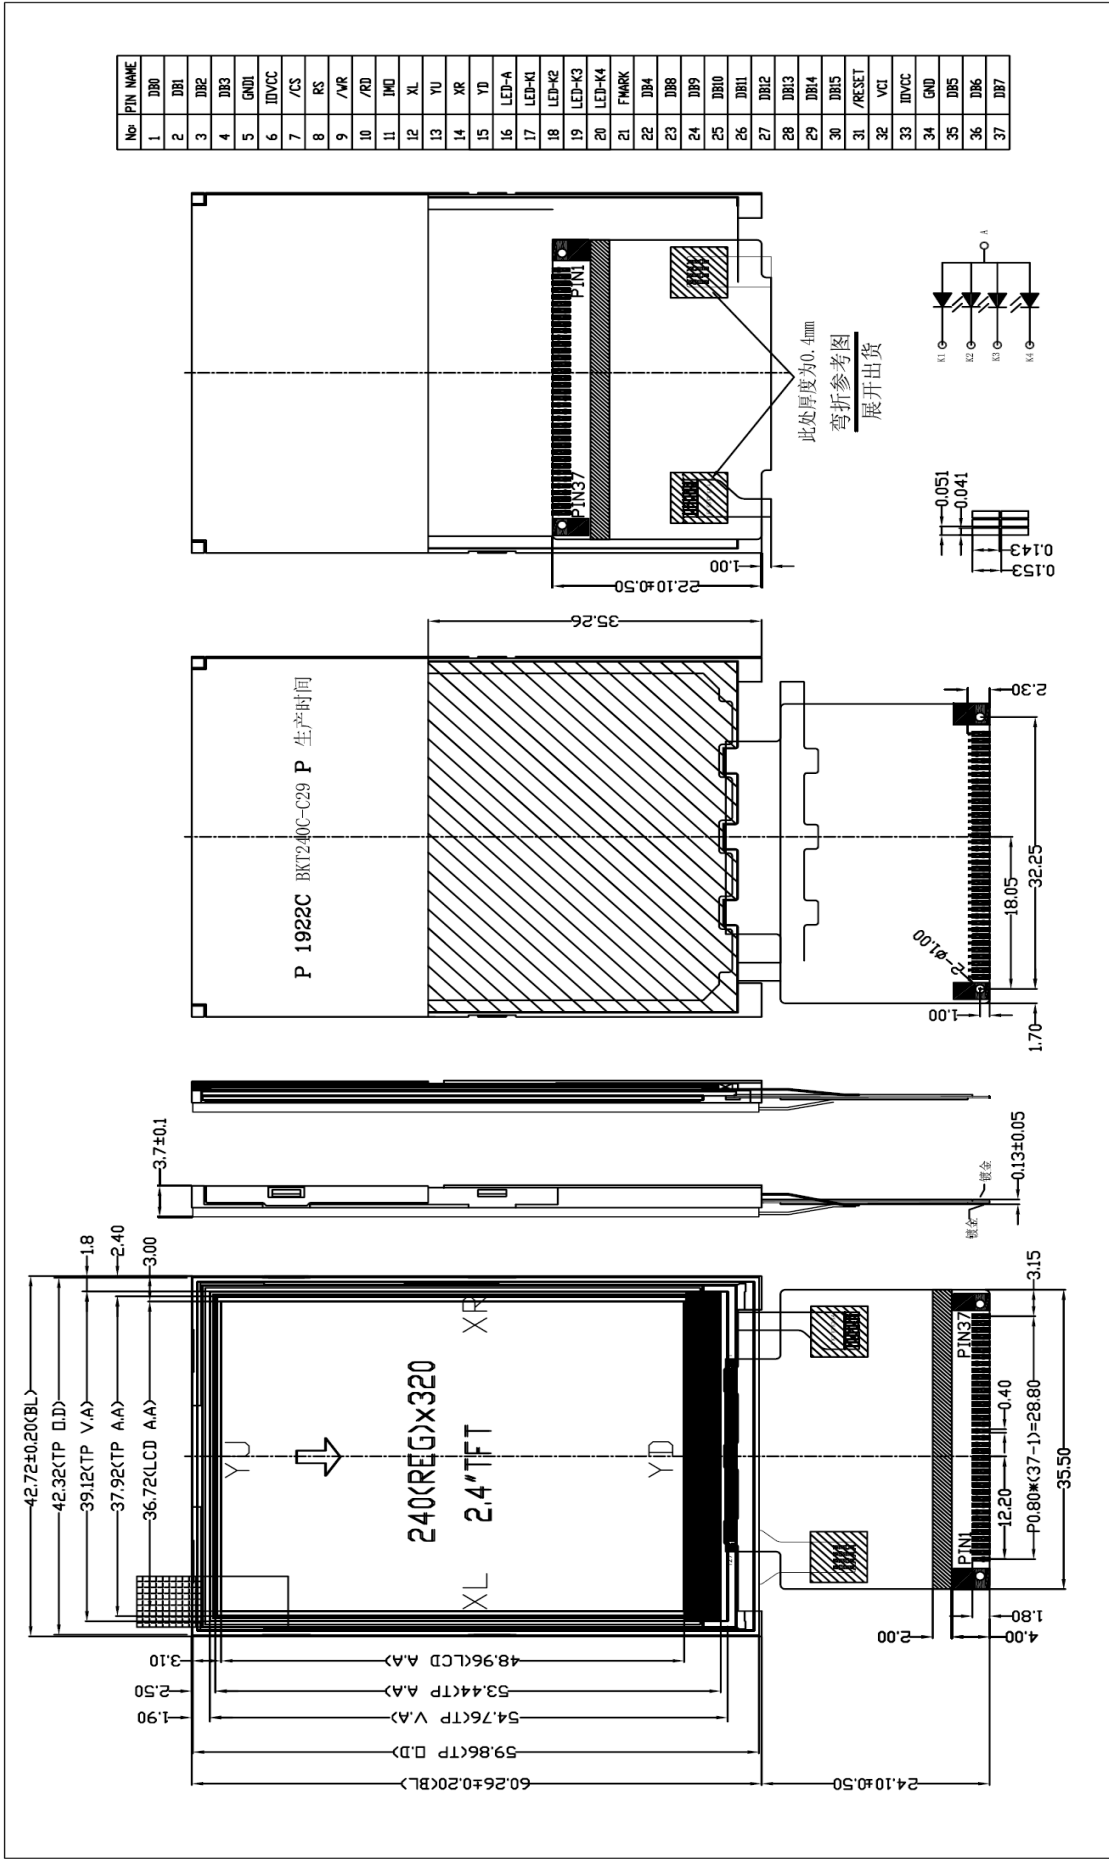 No: PIN NAME
1 DB0
2 DB1
3 DB2
4 DB3
5 GND1
6 IOVCC
7 /CS
8 RS
9 /WR
10 /RD
11 IM0
12 XL
13 YU
14 XR
15 YD
16 LED-A
17 LED-K1
18 LED-K2
19 LED-K3
20 LED-K4
21 FMARK
22 DB4
23 DB8
24 DB9
25 DB10
26 DB11
27 DB12
28 DB13
29 DB14
30 DB15
31 /RESET
32 VCI
33 IOVCC
34 GND
35 DB5
36 DB6
37 DB7
PIN1
PIN37
22.10±0.50
1.00
此处厚度为0.4mm
弯折参考图
展开出货
A
K1
K2
K3
K4
0.051
0.041
0.143
0.153
P 1922C BKT240C-C29 P 生产时间
35.26
2.30
2-ø1.00
18.05
32.25
1.00
1.70
3.7±0.1
0.13±0.05
镀金
镀金
42.72±0.20(BL)
42.32(TP O.D)
39.12(TP V.A)
37.92(TP A.A)
36.72(LCD A.A)
1.8
2.40
3.00
YU
XR
XL
YD
240(REG)x320
2.4"TFT
3.10
2.50
1.90
48.96(LCD A.A)
53.44(TP A.A)
54.76(TP V.A)
59.86(TP O.D)
60.26±0.20(BL)
24.10±0.50
PIN1
PIN37
2.00
4.00
1.80
12.20
0.40
3.15
P0.80*(37-1)=28.80
35.50